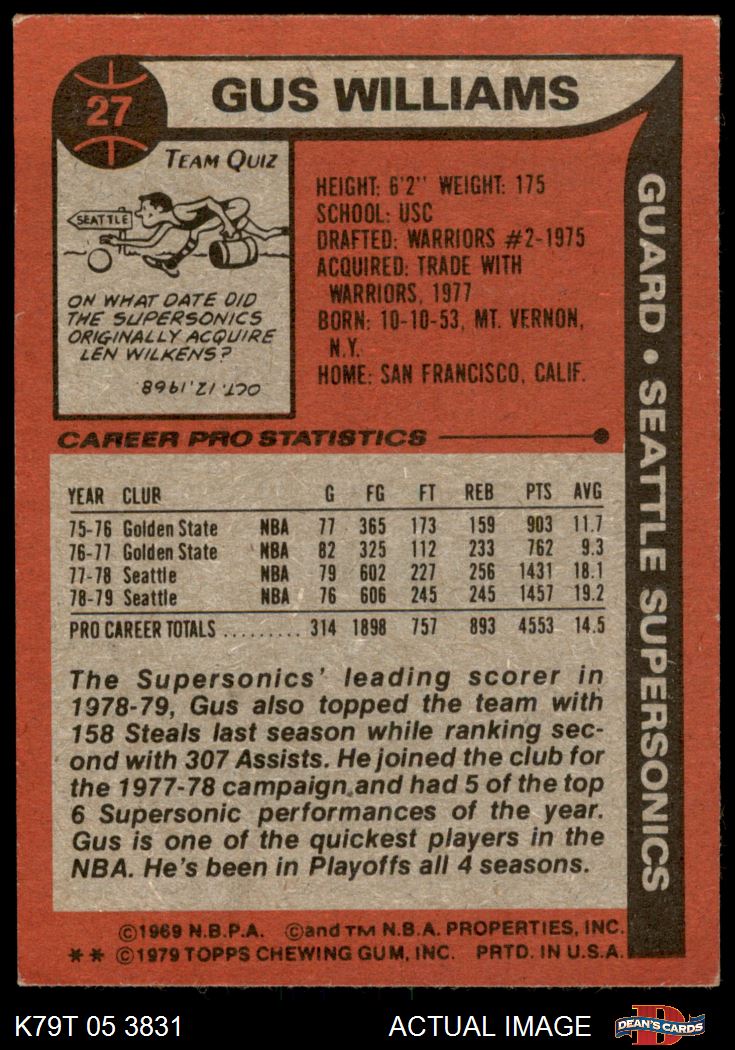 27
GUS WILLIAMS
TEAM QUIZ
SEATTLE
ON WHAT DATE DID
THE SUPERSONICS
ORIGINALLY ACQUIRE
LEN WILKENS?
OCT. 12, 1968
HEIGHT: 6'2" WEIGHT: 175
SCHOOL: USC
DRAFTED: WARRIORS #2-1975
ACQUIRED: TRADE WITH
WARRIORS, 1977
BORN: 10-10-53, MT. VERNON,
N.Y.
HOME: SAN FRANCISCO, CALIF.
GUARD • SEATTLE SUPERSONICS
CAREER PRO STATISTICS
YEAR CLUB G FG FT REB PTS AVG
75-76 Golden State NBA 77 365 173 159 903 11.7
76-77 Golden State NBA 82 325 112 233 762 9.3
77-78 Seattle NBA 79 602 227 256 1431 18.1
78-79 Seattle NBA 76 606 245 245 1457 19.2
PRO CAREER TOTALS ......... 314 1898 757 893 4553 14.5
The Supersonics' leading scorer in
1978-79, Gus also topped the team with
158 Steals last season while ranking sec-
ond with 307 Assists. He joined the club for
the 1977-78 campaign and had 5 of the top
6 Supersonic performances of the year.
Gus is one of the quickest players in the
NBA. He's been in Playoffs all 4 seasons.
©1969 N.B.P.A. ©and TM N.B.A. PROPERTIES, INC.
** ©1979 TOPPS CHEWING GUM, INC. PRTD. IN U.S.A.
K79T 05 3831 ACTUAL IMAGE
D
DEAN'S CARDS